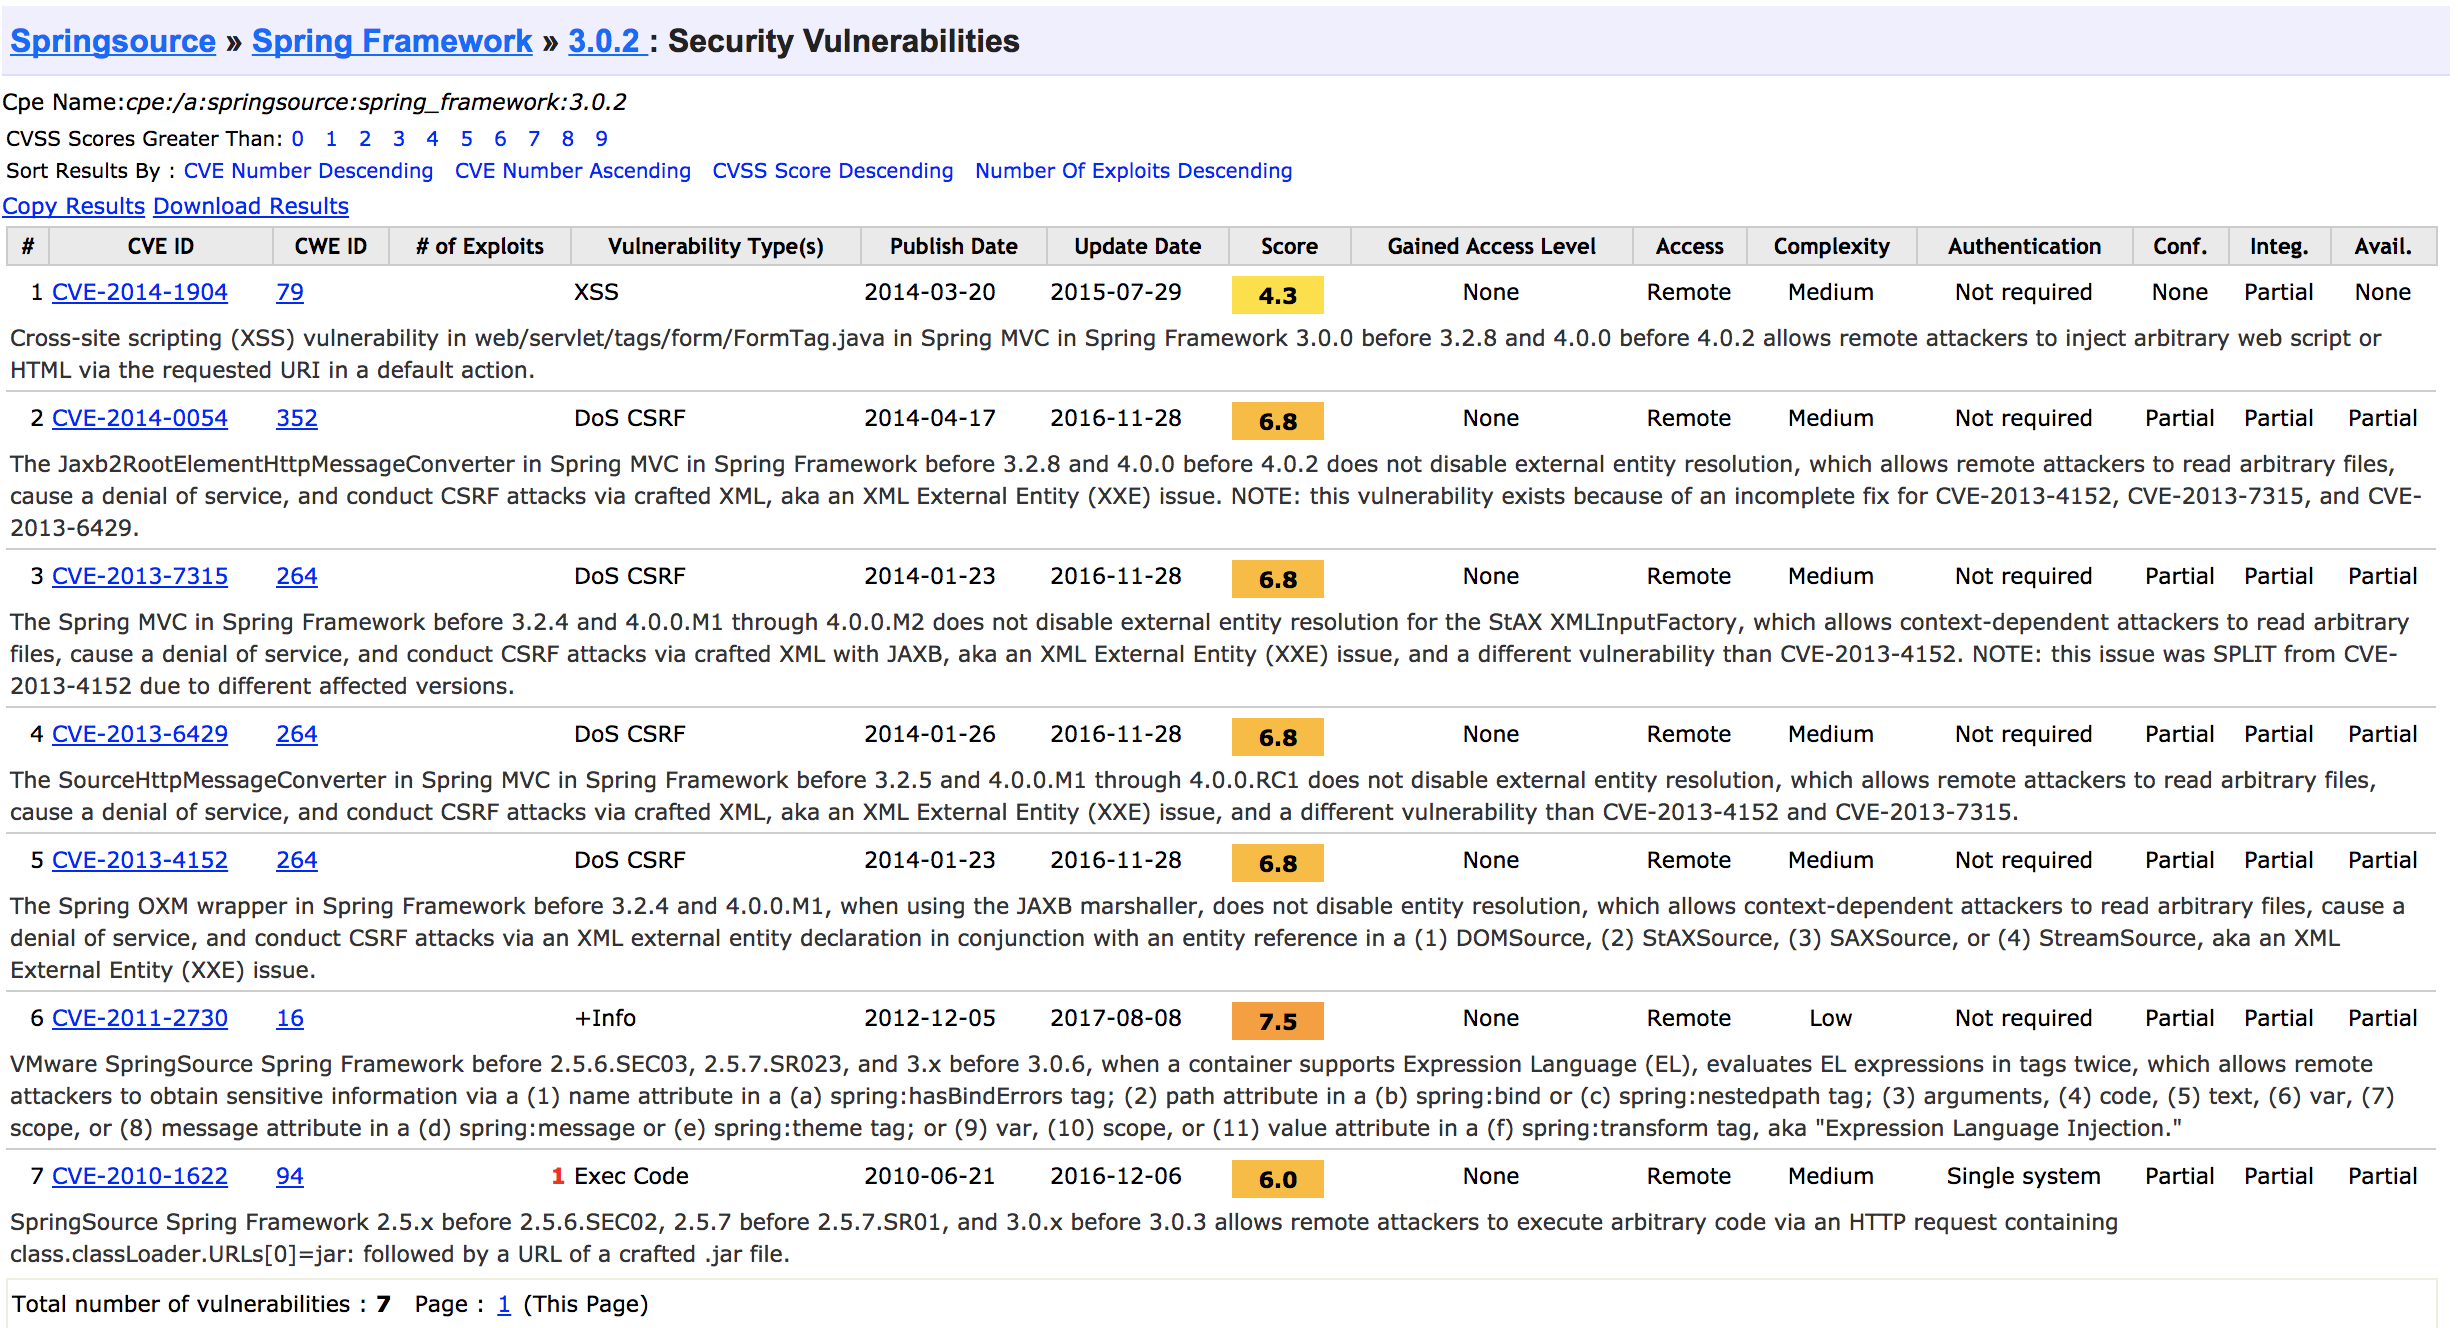 Springsource » Spring Framework » 3.0.2 : Security Vulnerabilities
Cpe Name:cpe:/a:springsource:spring_framework:3.0.2
CVSS Scores Greater Than: 0 1 2 3 4 5 6 7 8 9
Sort Results By : CVE Number Descending CVE Number Ascending CVSS Score Descending Number Of Exploits Descending
Copy Results Download Results
# CVE ID CWE ID # of Exploits Vulnerability Type(s) Publish Date Update Date Score Gained Access Level Access Complexity Authentication Conf. Integ. Avail.
1 CVE-2014-1904 79 XSS 2014-03-20 2015-07-29 4.3 None Remote Medium Not required None Partial None
Cross-site scripting (XSS) vulnerability in web/servlet/tags/form/FormTag.java in Spring MVC in Spring Framework 3.0.0 before 3.2.8 and 4.0.0 before 4.0.2 allows remote attackers to inject arbitrary web script or
HTML via the requested URI in a default action.
2 CVE-2014-0054 352 DoS CSRF 2014-04-17 2016-11-28 6.8 None Remote Medium Not required Partial Partial Partial
The Jaxb2RootElementHttpMessageConverter in Spring MVC in Spring Framework before 3.2.8 and 4.0.0 before 4.0.2 does not disable external entity resolution, which allows remote attackers to read arbitrary files,
cause a denial of service, and conduct CSRF attacks via crafted XML, aka an XML External Entity (XXE) issue. NOTE: this vulnerability exists because of an incomplete fix for CVE-2013-4152, CVE-2013-7315, and CVE-
2013-6429.
3 CVE-2013-7315 264 DoS CSRF 2014-01-23 2016-11-28 6.8 None Remote Medium Not required Partial Partial Partial
The Spring MVC in Spring Framework before 3.2.4 and 4.0.0.M1 through 4.0.0.M2 does not disable external entity resolution for the StAX XMLInputFactory, which allows context-dependent attackers to read arbitrary
files, cause a denial of service, and conduct CSRF attacks via crafted XML with JAXB, aka an XML External Entity (XXE) issue, and a different vulnerability than CVE-2013-4152. NOTE: this issue was SPLIT from CVE-
2013-4152 due to different affected versions.
4 CVE-2013-6429 264 DoS CSRF 2014-01-26 2016-11-28 6.8 None Remote Medium Not required Partial Partial Partial
The SourceHttpMessageConverter in Spring MVC in Spring Framework before 3.2.5 and 4.0.0.M1 through 4.0.0.RC1 does not disable external entity resolution, which allows remote attackers to read arbitrary files,
cause a denial of service, and conduct CSRF attacks via crafted XML, aka an XML External Entity (XXE) issue, and a different vulnerability than CVE-2013-4152 and CVE-2013-7315.
5 CVE-2013-4152 264 DoS CSRF 2014-01-23 2016-11-28 6.8 None Remote Medium Not required Partial Partial Partial
The Spring OXM wrapper in Spring Framework before 3.2.4 and 4.0.0.M1, when using the JAXB marshaller, does not disable entity resolution, which allows context-dependent attackers to read arbitrary files, cause a
denial of service, and conduct CSRF attacks via an XML external entity declaration in conjunction with an entity reference in a (1) DOMSource, (2) StAXSource, (3) SAXSource, or (4) StreamSource, aka an XML
External Entity (XXE) issue.
6 CVE-2011-2730 16 +Info 2012-12-05 2017-08-08 7.5 None Remote Low Not required Partial Partial Partial
VMware SpringSource Spring Framework before 2.5.6.SEC03, 2.5.7.SR023, and 3.x before 3.0.6, when a container supports Expression Language (EL), evaluates EL expressions in tags twice, which allows remote
attackers to obtain sensitive information via a (1) name attribute in a (a) spring:hasBindErrors tag; (2) path attribute in a (b) spring:bind or (c) spring:nestedpath tag; (3) arguments, (4) code, (5) text, (6) var, (7)
scope, or (8) message attribute in a (d) spring:message or (e) spring:theme tag; or (9) var, (10) scope, or (11) value attribute in a (f) spring:transform tag, aka "Expression Language Injection."
7 CVE-2010-1622 94 1 Exec Code 2010-06-21 2016-12-06 6.0 None Remote Medium Single system Partial Partial Partial
SpringSource Spring Framework 2.5.x before 2.5.6.SEC02, 2.5.7 before 2.5.7.SR01, and 3.0.x before 3.0.3 allows remote attackers to execute arbitrary code via an HTTP request containing
class.classLoader.URLs[0]=jar: followed by a URL of a crafted .jar file.
Total number of vulnerabilities : 7 Page : 1 (This Page)